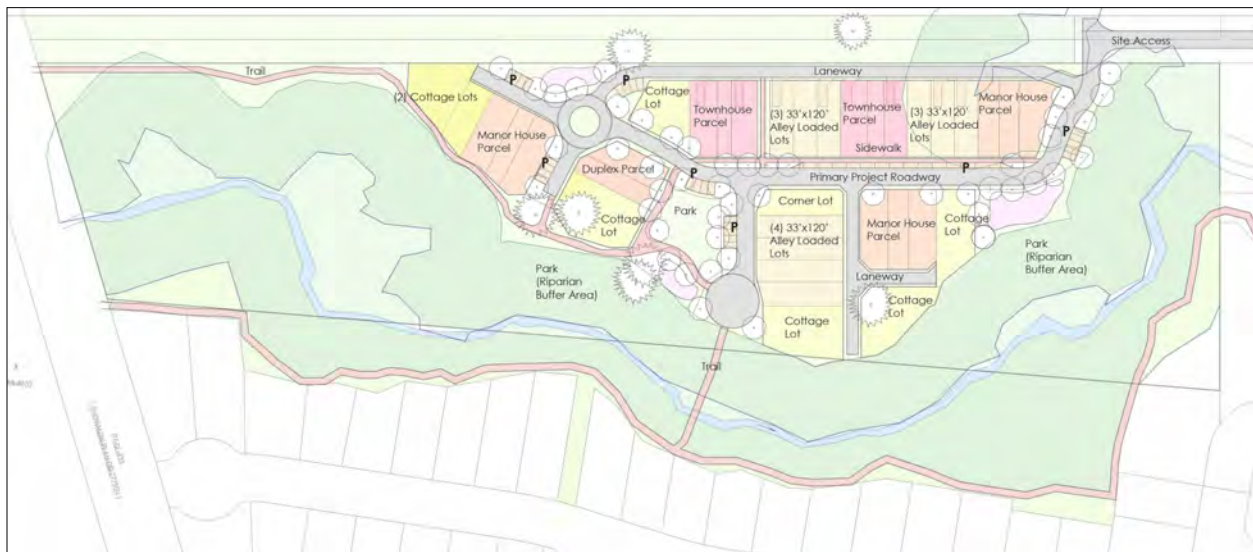 Site Access
Trail
P
P
Laneway
(2) Cottage Lots
Cottage
Lot
Townhouse
Parcel
(3) 33'x120'
Alley Loaded
Lots
Townhouse
Parcel
(3) 33'x120'
Alley Loaded
Lots
Manor House
Parcel
P
Manor House
Parcel
Sidewalk
P
Duplex Parcel
P
P
Primary Project Roadway
Cottage
Lot
Park
P
Corner Lot
(4) 33'x120'
Alley Loaded
Lots
Manor House
Parcel
Cottage
Lot
Park
(Riparian
Buffer Area)
Park
(Riparian
Buffer Area)
Laneway
Cottage
Lot
Cottage
Lot
Trail